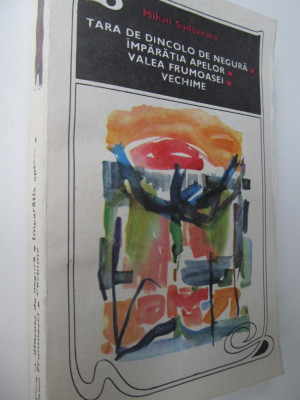 Mihail Sadoveanu
ȚARA DE DINCOLO DE NEGURĂ •
ÎMPĂRĂȚIA APELOR •
VALEA FRUMOASEI •
VECHIME